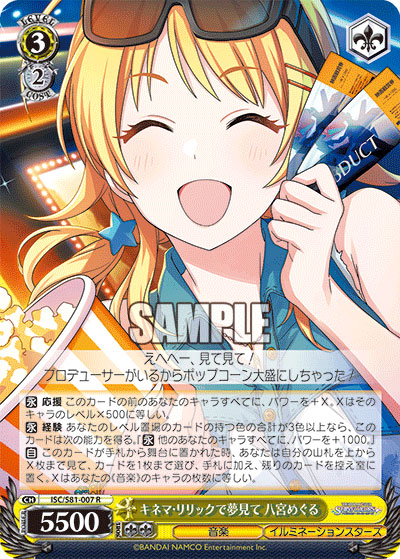 LEVEL
3
2
COST
DUCT
SAMPLE
えへへー、見て見て！
プロデューサーがいるからポップコーン大盛にしちゃった♪
永 応援 このカードの前のあなたのキャラすべてに、パワーを＋X。Xはそのキャラのレベル×500に等しい。
永 経験 あなたのレベル置場のカードの持つ色の合計が3色以上なら、このカードは次の能力を得る。『永 他のあなたのキャラすべてに、パワーを＋1000。』
自 このカードが手札から舞台に置かれた時、あなたは自分の山札を上からX枚まで見て、カードを1枚まで選び、手札に加え、残りのカードを控え室に置く。Xはあなたの《音楽》のキャラの枚数に等しい。
CH
ISC/S81-007 R
キネマ・リリックで夢見て 八宮めぐる
POWER
5500
SOUL
音楽
イルミネーションスターズ
©BANDAI NAMCO Entertainment Inc.